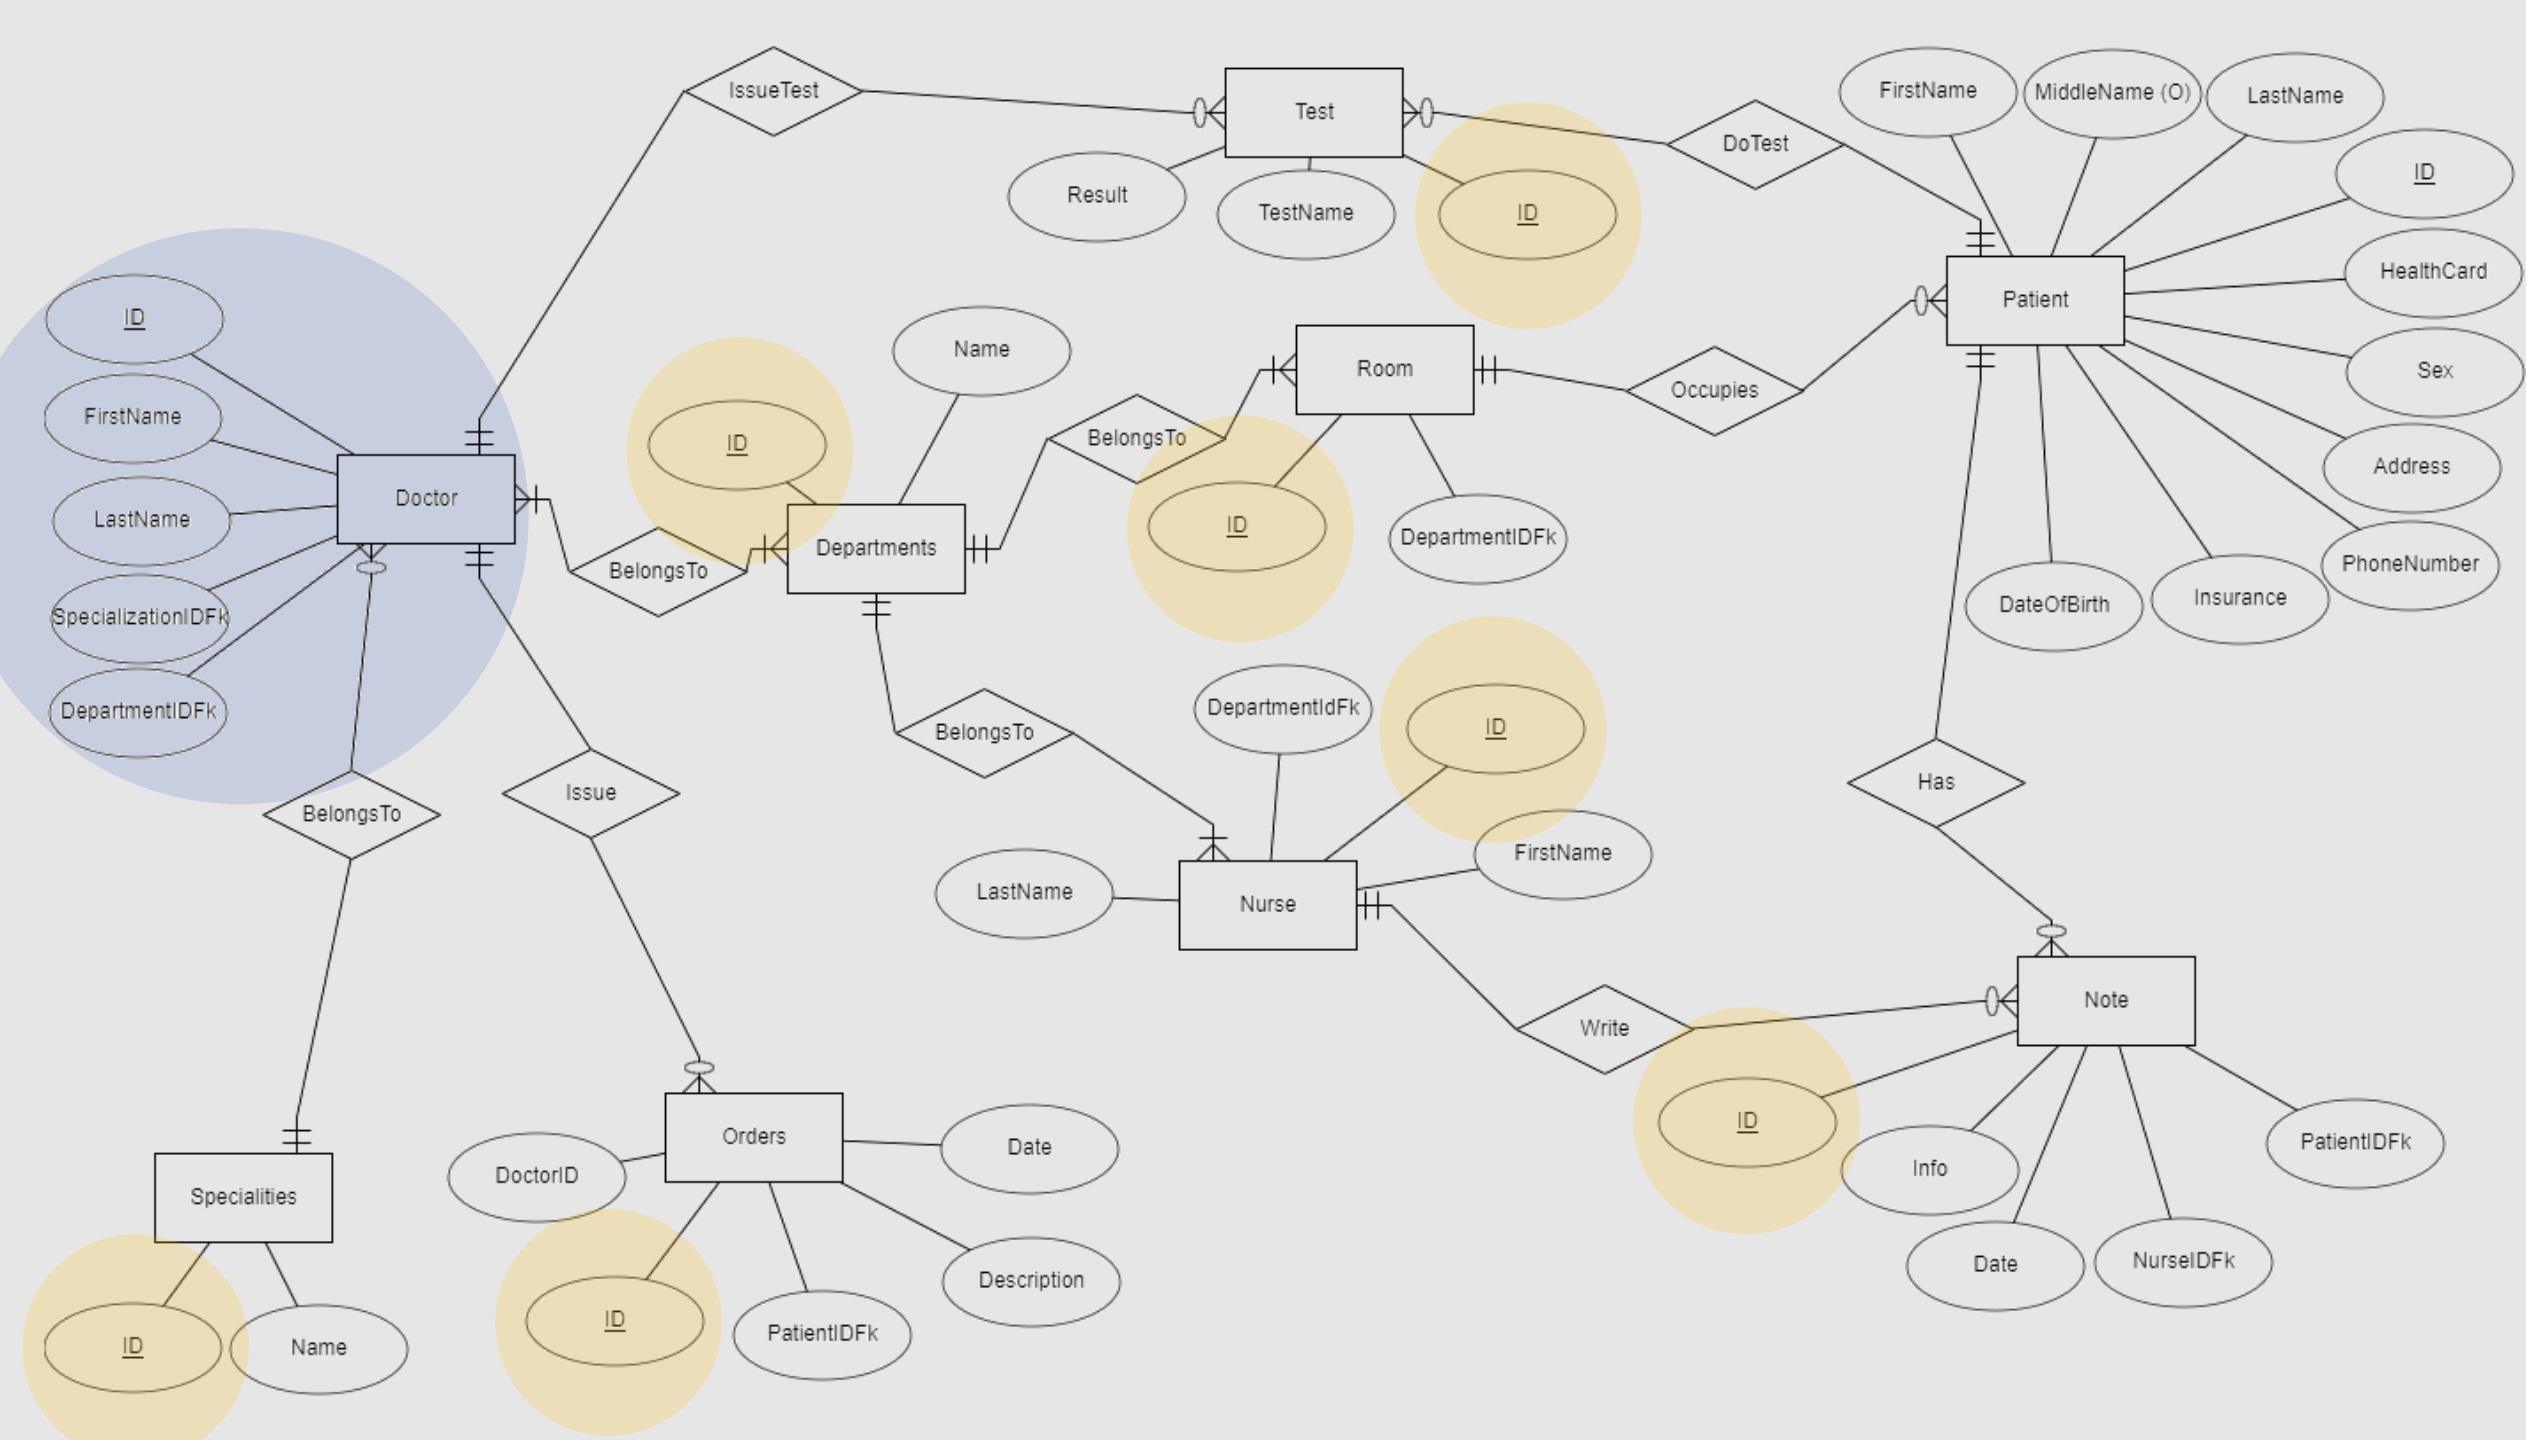 IssueTest
Test
Result
TestName
ID
DoTest
FirstName
MiddleName (O)
LastName
ID
HealthCard
Sex
Address
PhoneNumber
Insurance
DateOfBirth
Patient
ID
FirstName
LastName
SpecializationIDFk
DepartmentIDFk
Doctor
BelongsTo
ID
Name
Departments
BelongsTo
Room
ID
DepartmentIDFk
Occupies
BelongsTo
Issue
BelongsTo
DepartmentIdFk
ID
FirstName
LastName
Nurse
Has
Write
Note
ID
Info
Date
NurseIDFk
PatientIDFk
Specialities
ID
Name
Orders
DoctorID
Date
ID
PatientIDFk
Description